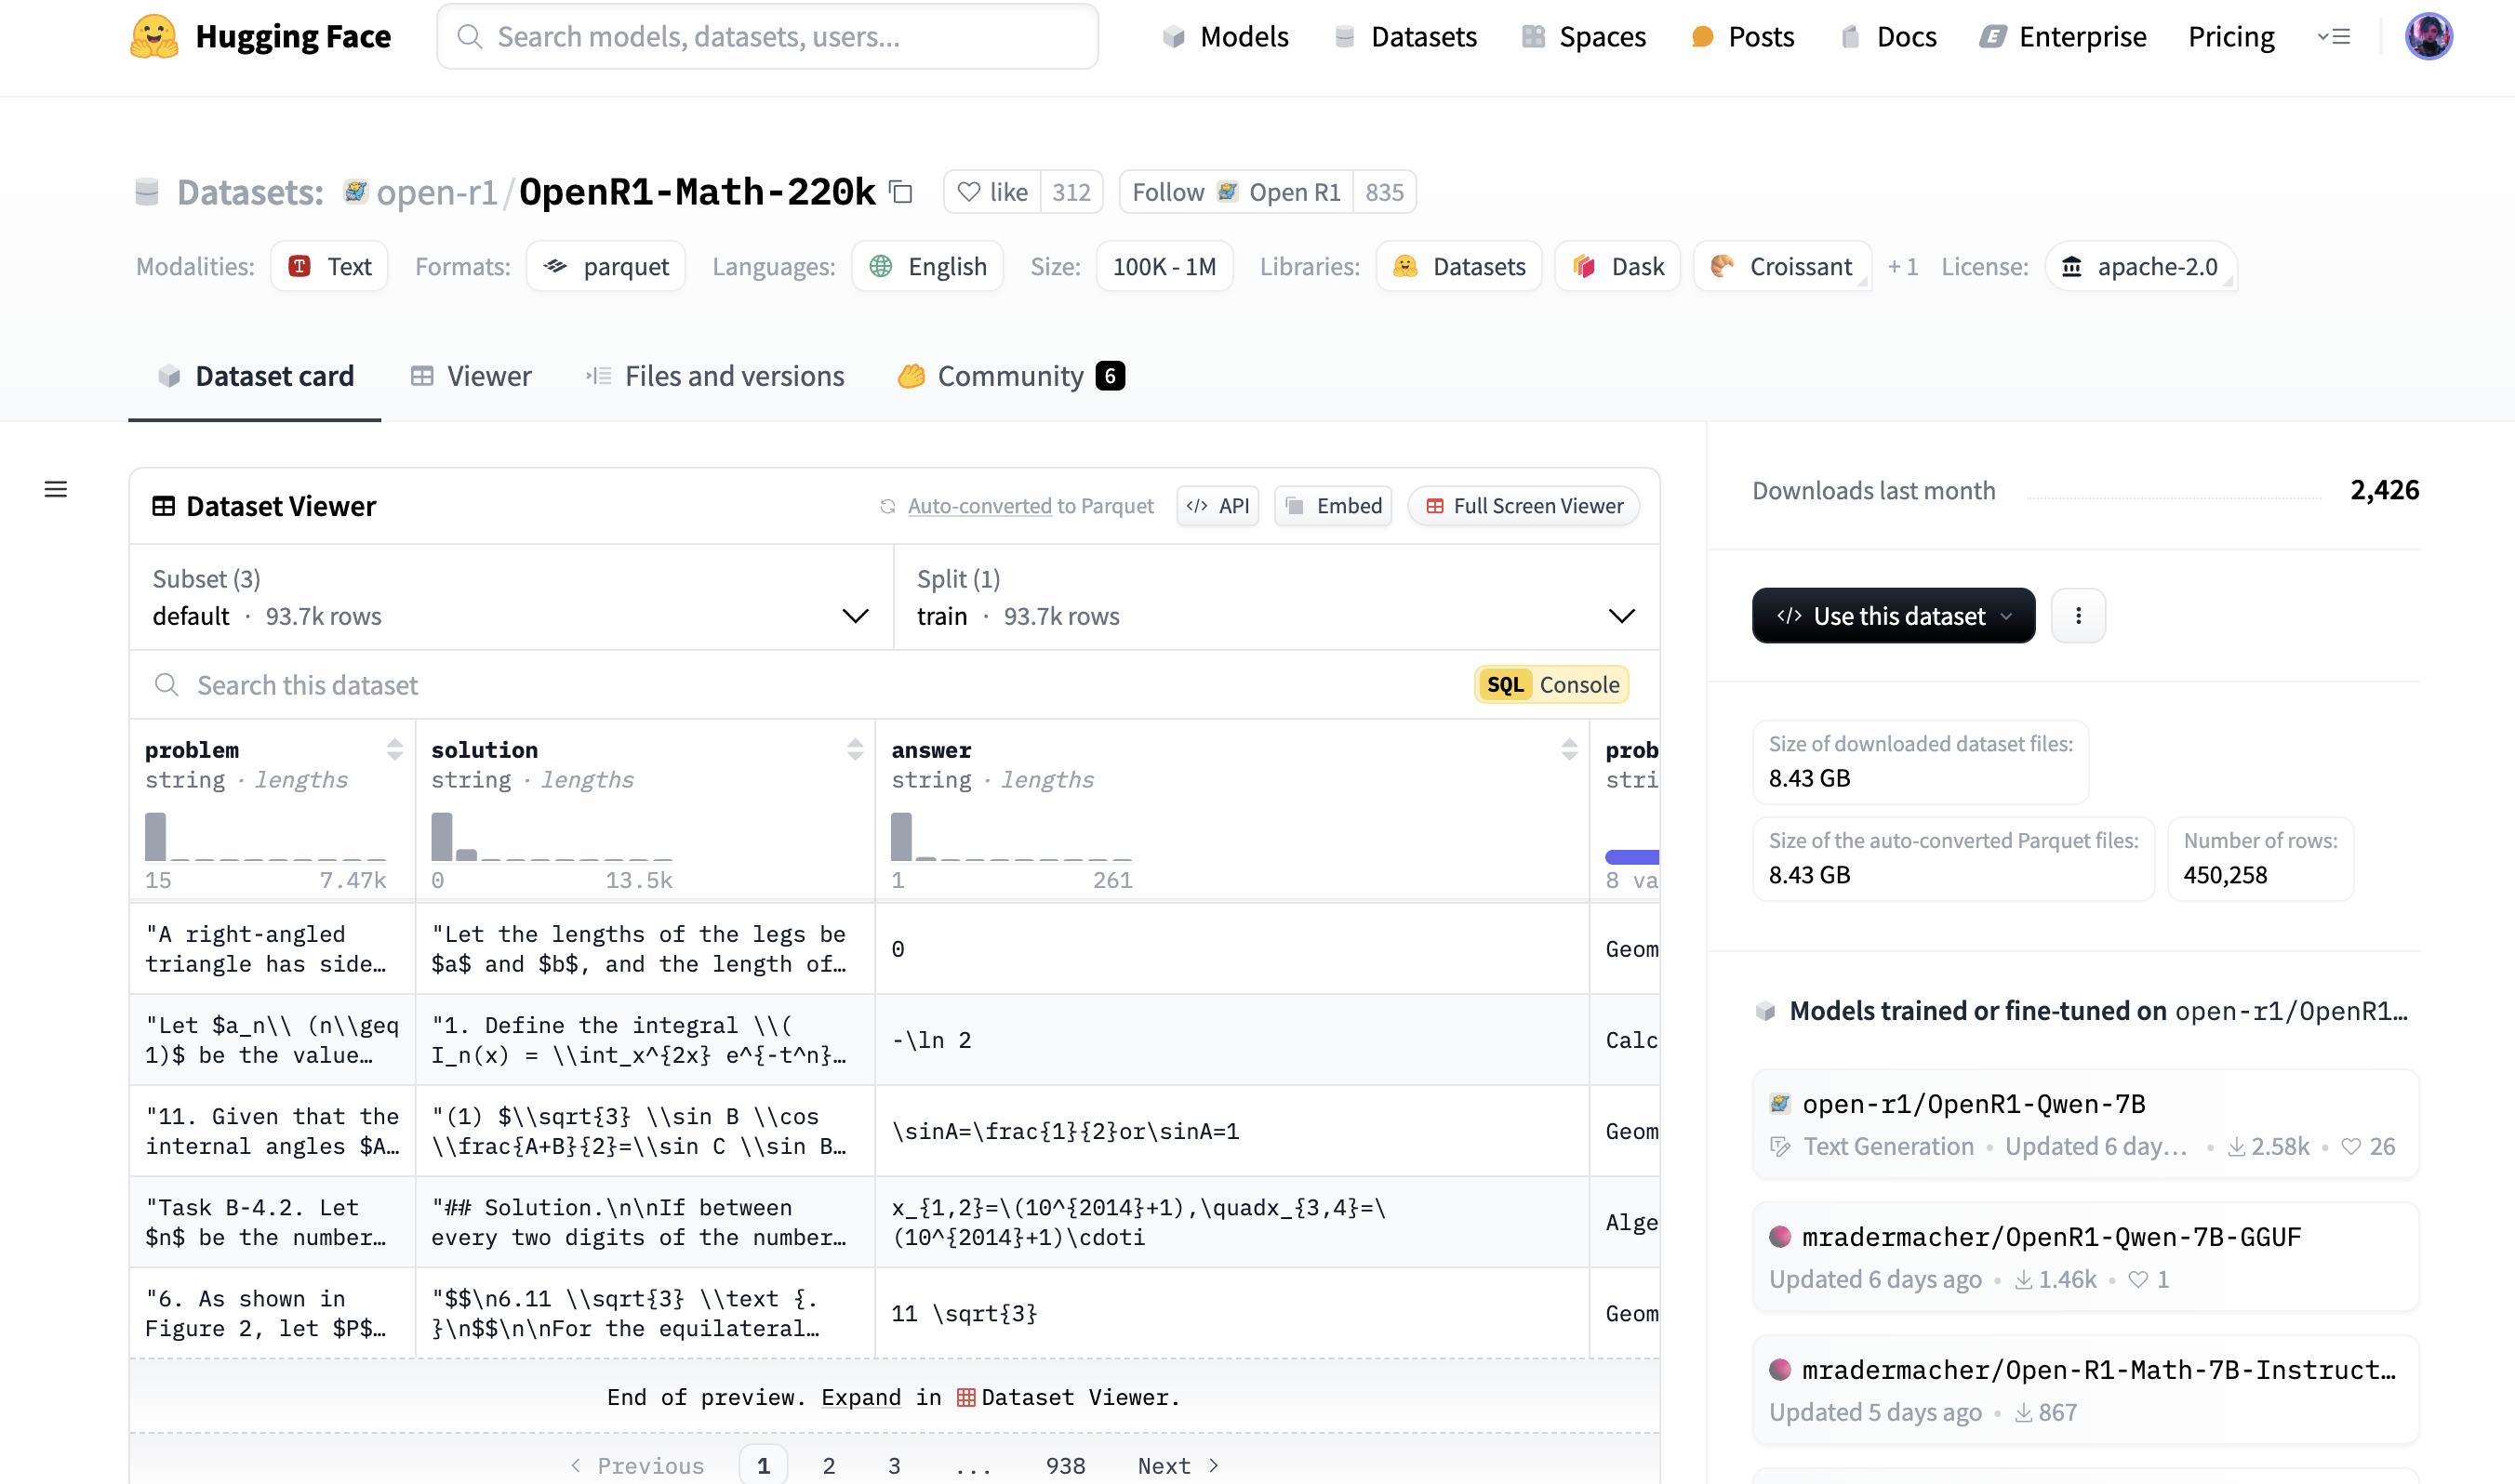 Hugging Face
Search models, datasets, users...
Models
Datasets
Spaces
Posts
Docs
Enterprise
Pricing
Datasets: open-r1/OpenR1-Math-220k
like 312
Follow Open R1 835
Modalities: Text
Formats: parquet
Languages: English
Size: 100K - 1M
Libraries: Datasets Dask Croissant + 1
License: apache-2.0
Dataset card
Viewer
Files and versions
Community 6
Dataset Viewer
Auto-converted to Parquet
API
Embed
Full Screen Viewer
Subset (3)
default · 93.7k rows
Split (1)
train · 93.7k rows
Search this dataset
SQL Console
problem
string · lengths
15 7.47k
solution
string · lengths
0 13.5k
answer
string · lengths
1 261
prob
stri
8 va
"A right-angled
triangle has side…
"Let the lengths of the legs be
$a$ and $b$, and the length of…
0
Geom
"Let $a_n\\ (n\\geq
1)$ be the value…
"1. Define the integral \\(
I_n(x) = \\int_x^{2x} e^{-t^n}…
-\ln 2
Calc
"11. Given that the
internal angles $A…
"(1) $\\sqrt{3} \\sin B \\cos
\\frac{A+B}{2}=\\sin C \\sin B…
\sinA=\frac{1}{2}or\sinA=1
Geom
"Task B-4.2. Let
$n$ be the number…
"## Solution.\n\nIf between
every two digits of the number…
x_{1,2}=\(10^{2014}+1),\quadx_{3,4}=\
(10^{2014}+1)\cdoti
Alge
"6. As shown in
Figure 2, let $P$…
"$$\n6.11 \\sqrt{3} \\text {.
}\n$$\n\nFor the equilateral…
11 \sqrt{3}
Geom
End of preview. Expand in Dataset Viewer.
Previous 1 2 3 ... 938 Next
Downloads last month 2,426
Use this dataset
Size of downloaded dataset files:
8.43 GB
Size of the auto-converted Parquet files:
8.43 GB
Number of rows:
450,258
Models trained or fine-tuned on open-r1/OpenR1…
open-r1/OpenR1-Qwen-7B
Text Generation • Updated 6 day… • 2.58k • 26
mradermacher/OpenR1-Qwen-7B-GGUF
Updated 6 days ago • 1.46k • 1
mradermacher/Open-R1-Math-7B-Instruct…
Updated 5 days ago • 867